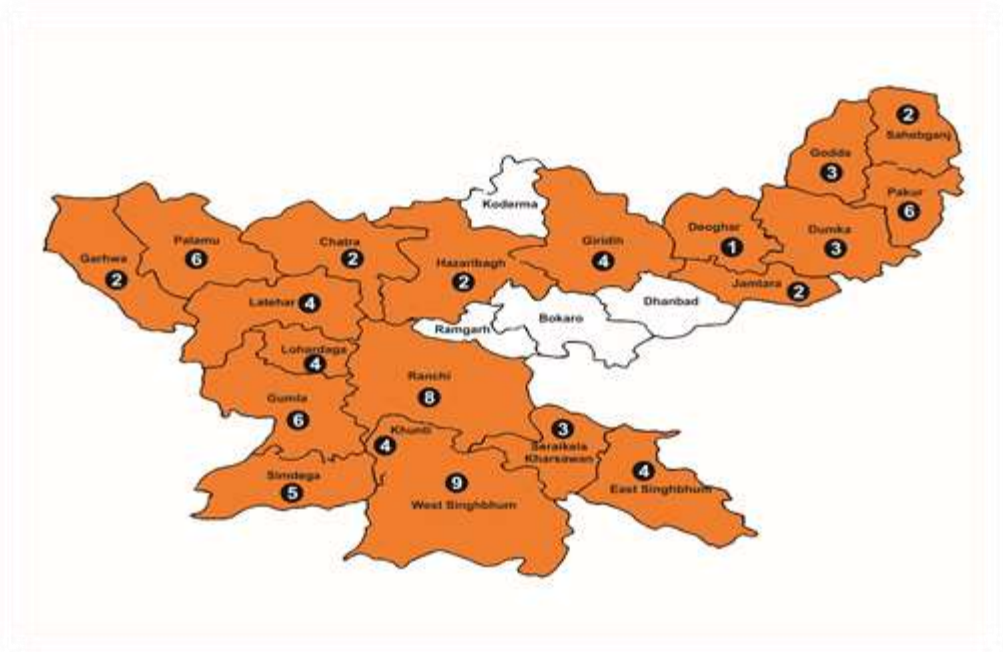 2
Sahebganj
Godda
3
Pakur
6
Koderma
Deoghar
1
Dumka
3
Palamu
6
Chatra
2
Giridih
4
Garhwa
2
Hazaribagh
2
Jamtara
2
Latehar 4
Dhanbad
Bokaro
Ramgarh
Lohardaga
4
Ranchi
8
Gumla
6
Khunti
4
3
Saraikela
Kharsawan
Simdega
5
9
West Singhbhum
4
East Singhbhum